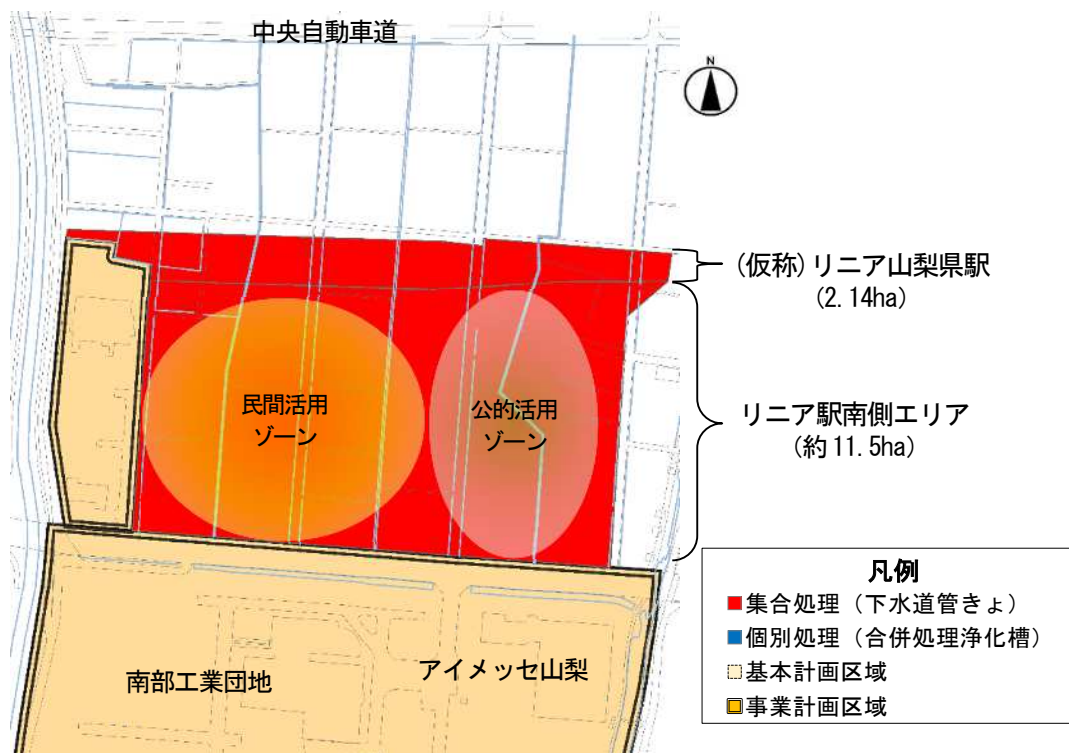 中央自動車道
N
(仮称)リニア山梨県駅
(2.14ha)
民間活用
ゾーン
公的活用
ゾーン
リニア駅南側エリア
(約11.5ha)
南部工業団地
アイメッセ山梨
凡例
集合処理（下水道管きょ）
個別処理（合併処理浄化槽）
基本計画区域
事業計画区域